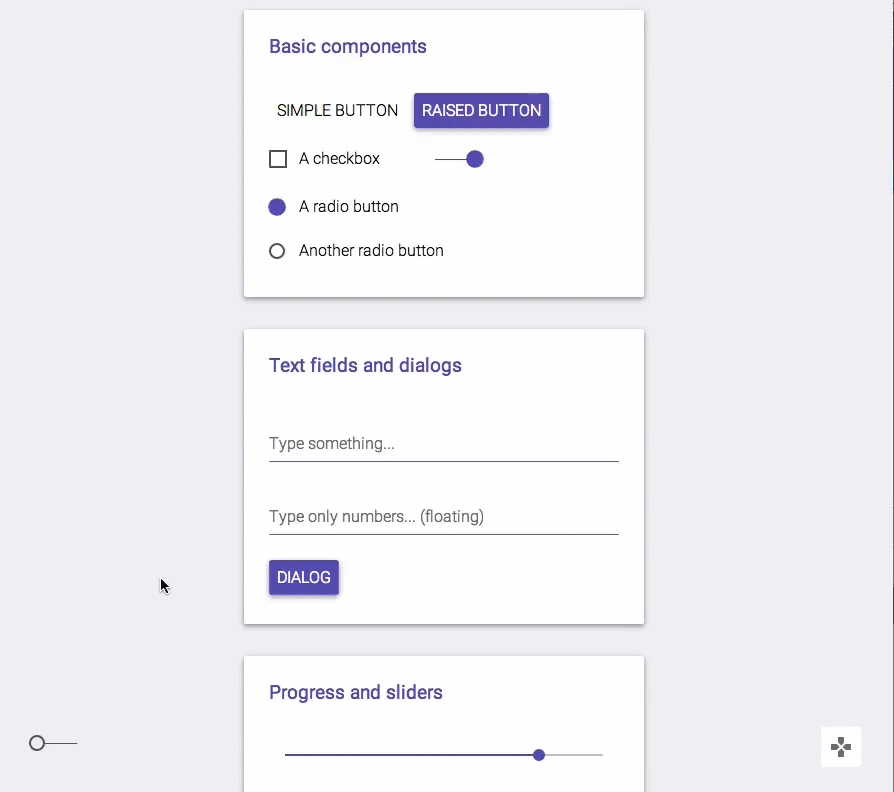 Basic components
SIMPLE BUTTON RAISED BUTTON
A checkbox
A radio button
Another radio button
Text fields and dialogs
Type something...
Type only numbers... (floating)
DIALOG
Progress and sliders